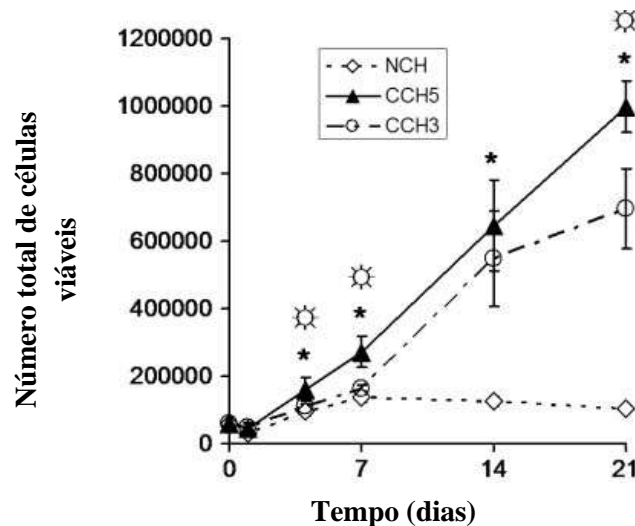 Número total de células
viáveis
1200000
1000000
800000
600000
400000
200000
0
NCH
CCH5
CCH3
*
*
*
*
0
7
14
21
Tempo (dias)